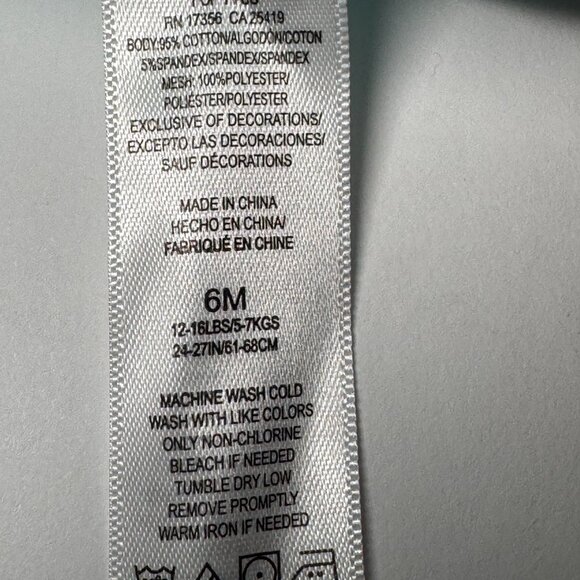 RN 17356 CA 25419
BODY:95% COTTON/ALGODÓN/COTON
5%SPANDEX/SPANDEX/SPANDEX
MESH: 100%POLYESTER/
POLIÉSTER/POLYESTER
EXCLUSIVE OF DECORATIONS/
EXCEPTO LAS DECORACIONES/
SAUF DÉCORATIONS
MADE IN CHINA
HECHO EN CHINA/
FABRIQUÉ EN CHINE
6M
12-16LBS/5-7KGS
24-27IN/61-68CM
MACHINE WASH COLD
WASH WITH LIKE COLORS
ONLY NON-CHLORINE
BLEACH IF NEEDED
TUMBLE DRY LOW
REMOVE PROMPTLY
WARM IRON IF NEEDED